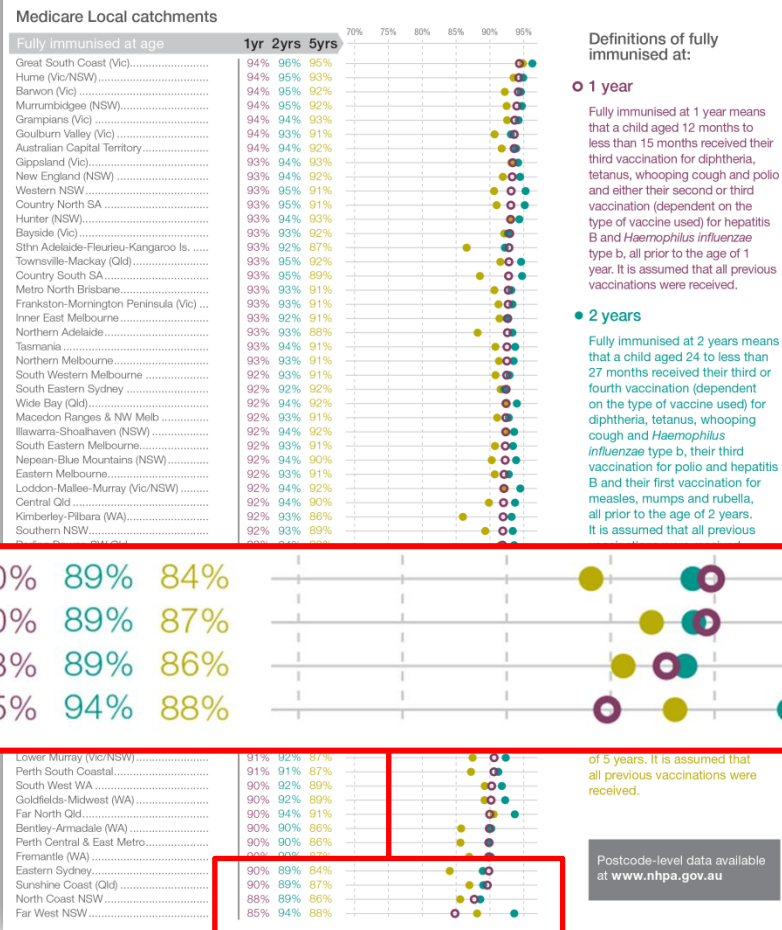 Medicare Local catchments
Fully immunised at age 1yr 2yrs 5yrs 70% 75% 80% 85% 90% 95%
Great South Coast (Vic) 94% 96% 95%
Hume (Vic/NSW) 94% 95% 93%
Barwon (Vic) 94% 95% 92%
Murrumbidgee (NSW) 94% 95% 92%
Grampians (Vic) 94% 94% 93%
Goulburn Valley (Vic) 94% 93% 91%
Australian Capital Territory 94% 94% 92%
Gippsland (Vic) 93% 94% 93%
New England (NSW) 93% 94% 92%
Western NSW 93% 95% 91%
Country North SA 93% 95% 91%
Hunter (NSW) 93% 94% 93%
Bayside (Vic) 93% 93% 92%
Sthn Adelaide-Fleurieu-Kangaroo Is. 93% 92% 87%
Townsville-Mackay (Qld) 93% 95% 92%
Country South SA 93% 95% 89%
Metro North Brisbane 93% 93% 91%
Frankston-Mornington Peninsula (Vic) 93% 93% 91%
Inner East Melbourne 93% 92% 91%
Northern Adelaide 93% 93% 88%
Tasmania 93% 94% 91%
Northern Melbourne 93% 93% 91%
South Western Melbourne 92% 93% 91%
South Eastern Sydney 92% 92% 92%
Wide Bay (Qld) 92% 94% 92%
Macedon Ranges & NW Melb 92% 93% 91%
Illawarra-Shoalhaven (NSW) 92% 94% 92%
South Eastern Melbourne 92% 93% 91%
Nepean-Blue Mountains (NSW) 92% 94% 90%
Eastern Melbourne 92% 93% 91%
Loddon-Mallee-Murray (Vic/NSW) 92% 94% 92%
Central Qld 92% 94% 90%
Kimberley-Pilbara (WA) 92% 93% 86%
Southern NSW 92% 93% 89%
0% 89% 84%
0% 89% 87%
8% 89% 86%
5% 94% 88%
Lower Murray (Vic/NSW) 91% 92% 87%
Perth South Coastal 91% 91% 87%
South West WA 90% 92% 89%
Goldfields-Midwest (WA) 90% 92% 89%
Far North Qld 90% 94% 91%
Bentley-Armadale (WA) 90% 90% 86%
Perth Central & East Metro 90% 90% 86%
Fremantle (WA) 90% 90% 87%
Eastern Sydney 90% 89% 84%
Sunshine Coast (Qld) 90% 89% 87%
North Coast NSW 88% 89% 86%
Far West NSW 85% 94% 88%
Definitions of fully
immunised at:
1 year
Fully immunised at 1 year means
that a child aged 12 months to
less than 15 months received their
third vaccination for diphtheria,
tetanus, whooping cough and polio
and either their second or third
vaccination (dependent on the
type of vaccine used) for hepatitis
B and Haemophilus influenzae
type b, all prior to the age of 1
year. It is assumed that all previous
vaccinations were received.
2 years
Fully immunised at 2 years means
that a child aged 24 to less than
27 months received their third or
fourth vaccination (dependent
on the type of vaccine used) for
diphtheria, tetanus, whooping
cough and Haemophilus
influenzae type b, their third
vaccination for polio and hepatitis
B and their first vaccination for
measles, mumps and rubella,
all prior to the age of 2 years.
It is assumed that all previous
of 5 years. It is assumed that
all previous vaccinations were
received.
Postcode-level data available
at www.nhpa.gov.au